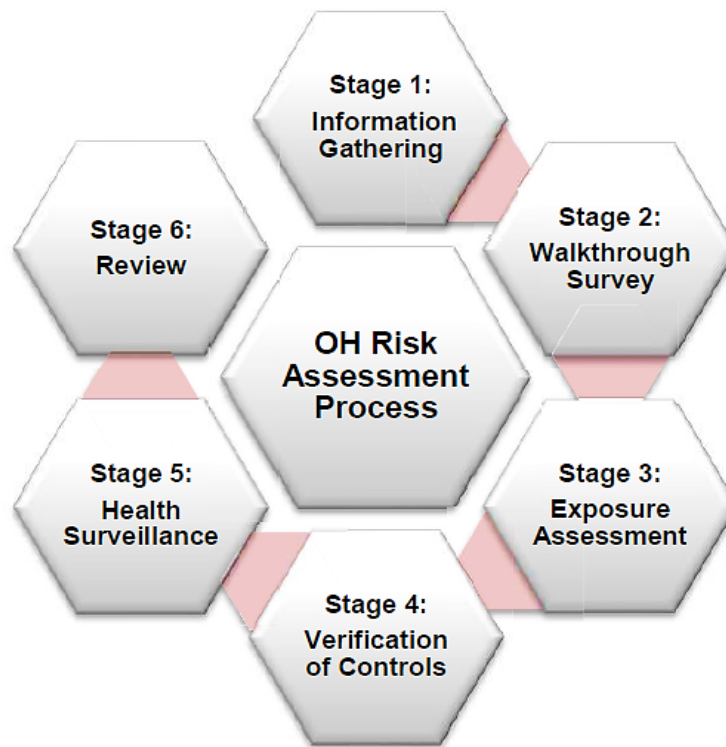 Stage 1:
Information
Gathering
Stage 2:
Walkthrough
Survey
Stage 3:
Exposure
Assessment
Stage 4:
Verification
of Controls
Stage 5:
Health
Surveillance
Stage 6:
Review
OH Risk
Assessment
Process